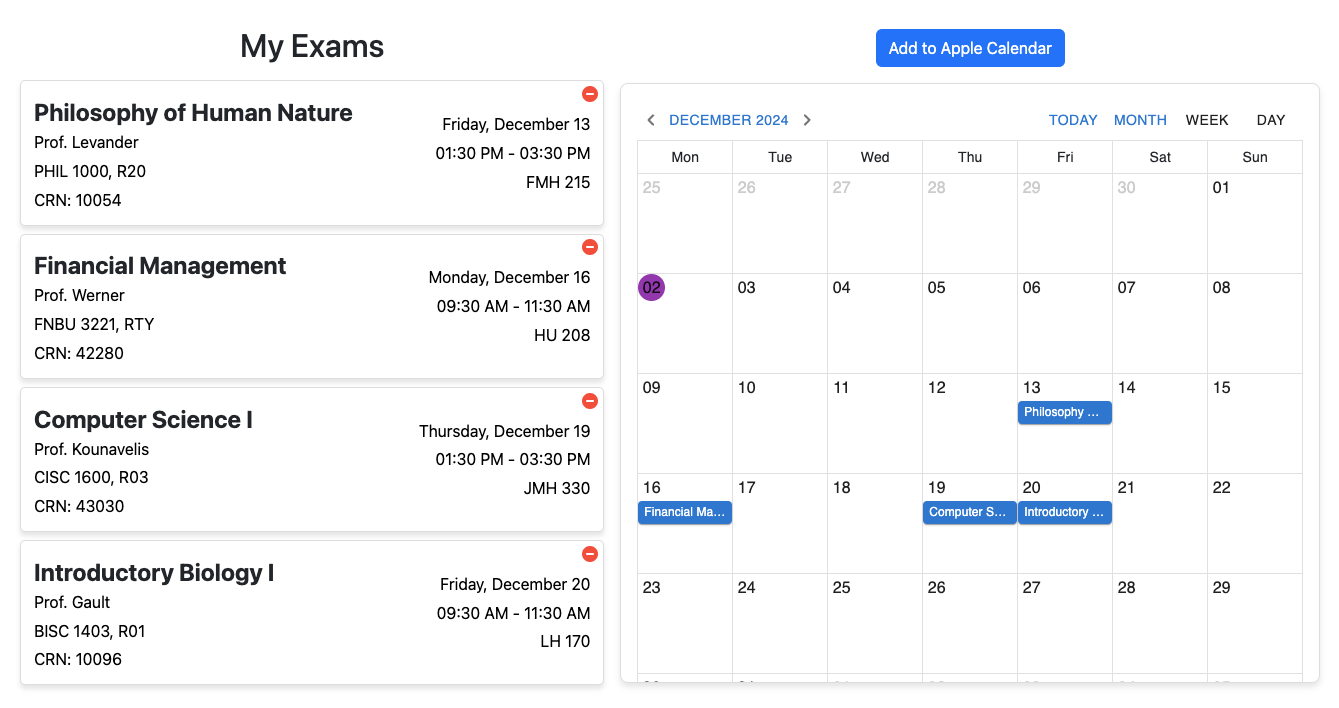 My Exams
Philosophy of Human Nature
Prof. Levander
PHIL 1000, R20
CRN: 10054
Friday, December 13
01:30 PM - 03:30 PM
FMH 215
Financial Management
Prof. Werner
FNBU 3221, RTY
CRN: 42280
Monday, December 16
09:30 AM - 11:30 AM
HU 208
Computer Science I
Prof. Kounavelis
CISC 1600, R03
CRN: 43030
Thursday, December 19
01:30 PM - 03:30 PM
JMH 330
Introductory Biology I
Prof. Gault
BISC 1403, R01
CRN: 10096
Friday, December 20
09:30 AM - 11:30 AM
LH 170
Add to Apple Calendar
DECEMBER 2024 TODAY MONTH WEEK DAY
Mon Tue Wed Thu Fri Sat Sun
25 26 27 28 29 30 01
02 03 04 05 06 07 08
09 10 11 12 13 14 15
Philosophy ...
16 17 18 19 20 21 22
Financial Ma... Computer S... Introductory ...
23 24 25 26 27 28 29